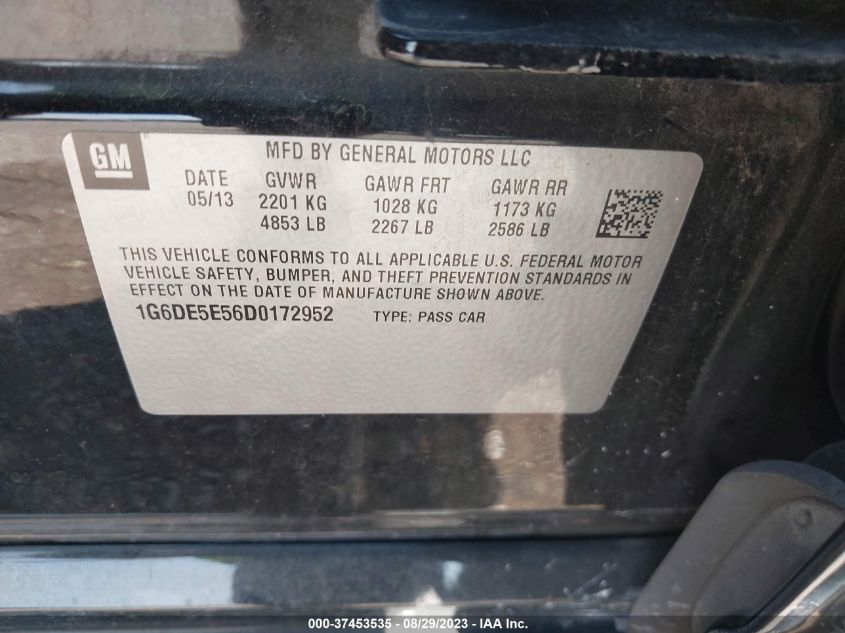 GM
MFD BY GENERAL MOTORS LLC
DATE GVWR GAWR FRT GAWR RR
05/13 2201 KG 1028 KG 1173 KG
4853 LB 2267 LB 2586 LB
THIS VEHICLE CONFORMS TO ALL APPLICABLE U.S. FEDERAL MOTOR
VEHICLE SAFETY, BUMPER, AND THEFT PREVENTION STANDARDS IN
EFFECT ON THE DATE OF MANUFACTURE SHOWN ABOVE.
1G6DE5E56D0172952 TYPE: PASS CAR
000-37453535 - 08/29/2023 - IAA Inc.